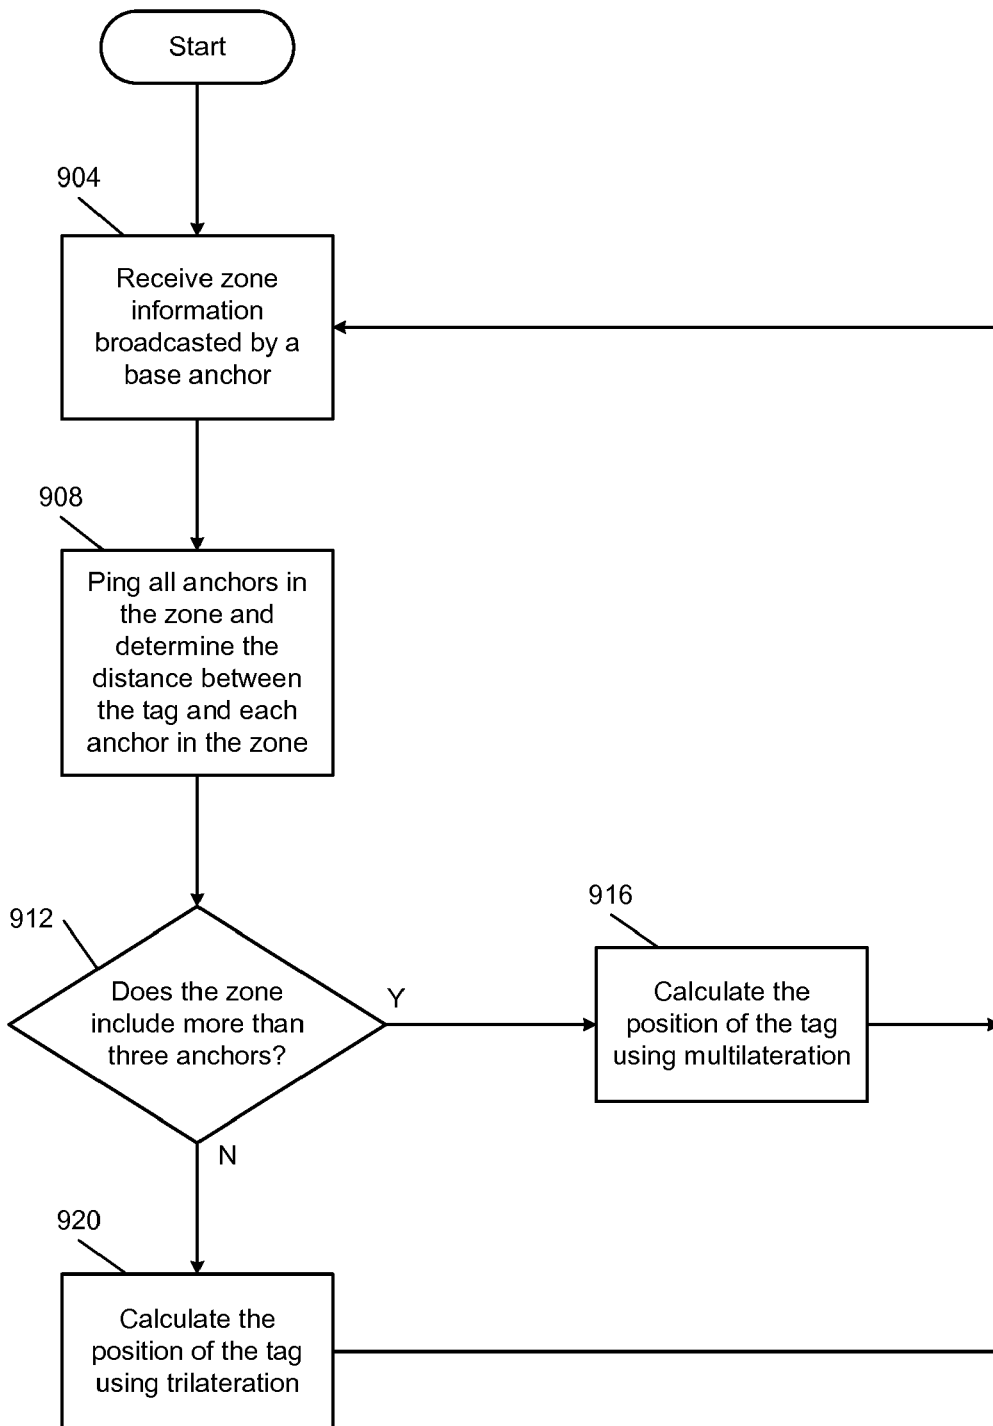 Start
904
Receive zone
information
broadcasted by a
base anchor
908
Ping all anchors in
the zone and
determine the
distance between
the tag and each
anchor in the zone
912
Does the zone
include more than
three anchors?
Y
916
Calculate the
position of the tag
using multilateration
N
920
Calculate the
position of the tag
using trilateration